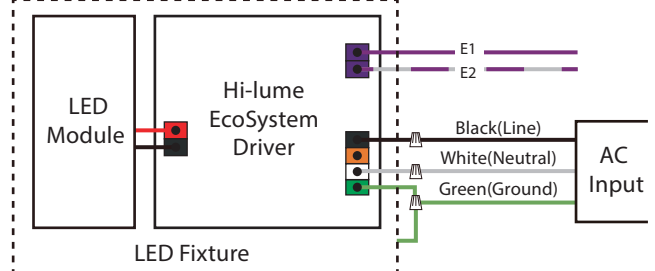 E1
E2
LED
Module
Hi-lume
EcoSystem
Driver
Black(Line)
White(Neutral)
Green(Ground)
AC
Input
LED Fixture